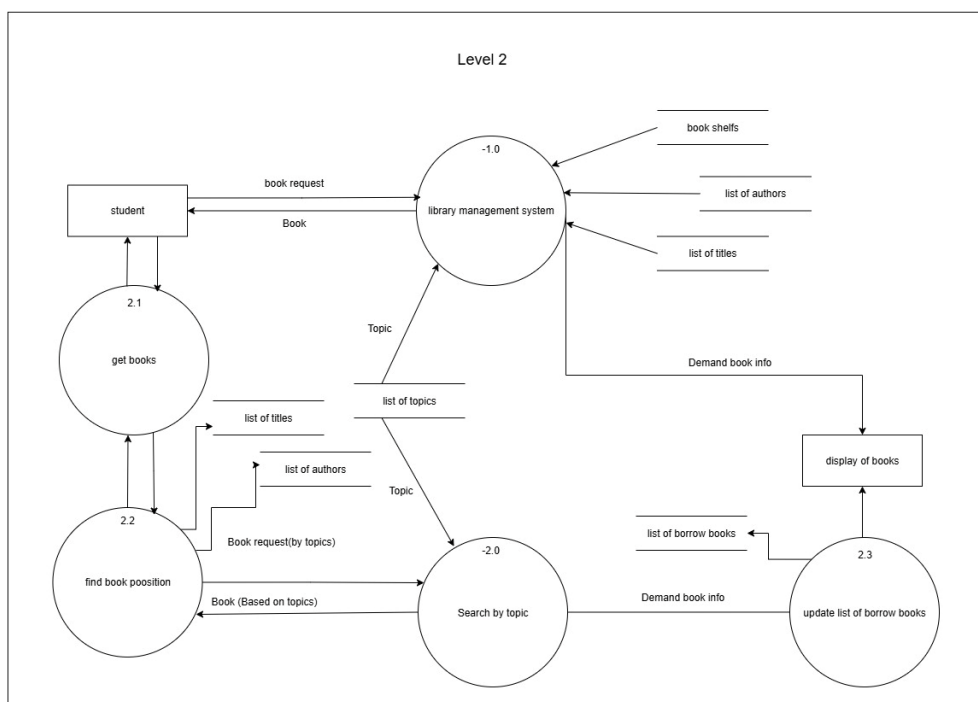 Level 2
book shelfs
-1.0
book request
list of authors
student
library management system
Book
list of titles
2.1
Topic
get books
Demand book info
list of topics
list of titles
display of books
list of authors
Topic
2.2
Book request(by topics)
-2.0
list of borrow books
2.3
find book poosition
Book (Based on topics)
Search by topic
Demand book info
update list of borrow books